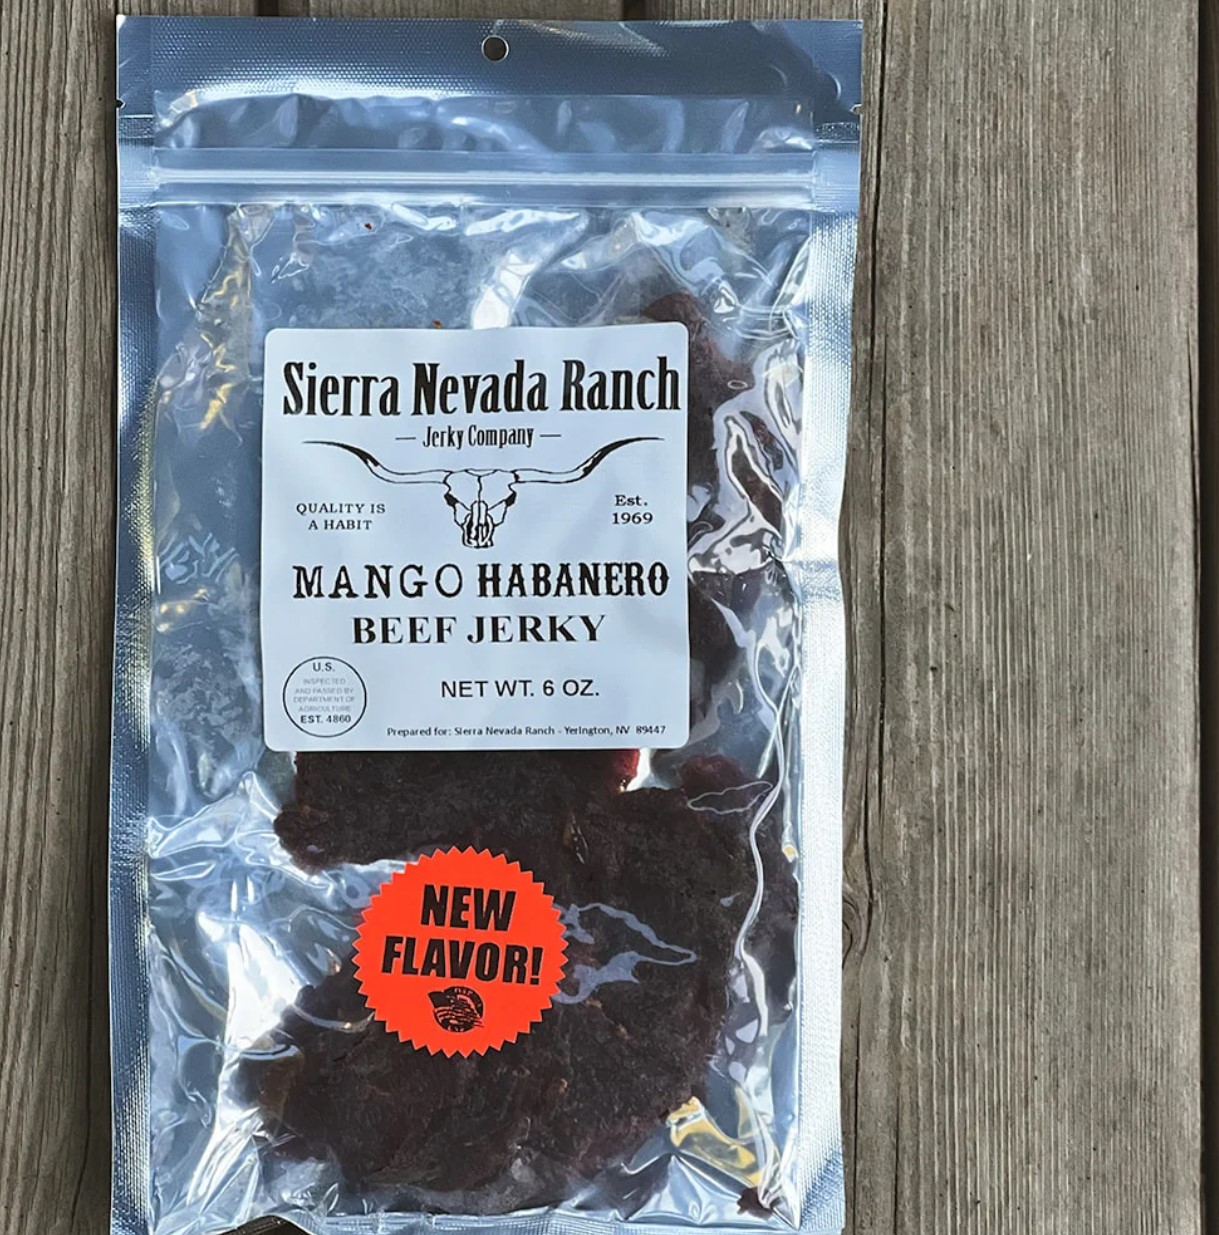 Sierra Nevada Ranch
— Jerky Company —
QUALITY IS
A HABIT
Est.
1969
MANGO HABANERO
BEEF JERKY
U.S.
INSPECTED
AND PASSED BY
DEPARTMENT OF
AGRICULTURE
EST. 4860
NET WT. 6 OZ.
Prepared for: Sierra Nevada Ranch - Yerington, NV 89447
NEW
FLAVOR!